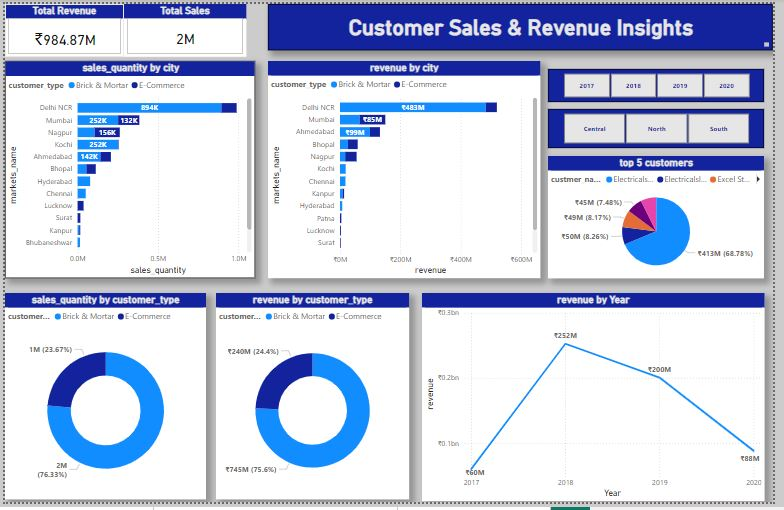 Total Revenue
Total Sales
₹984.87M
2M
Customer Sales & Revenue Insights
sales_quantity by city
customer_type Brick & Mortar E-Commerce
markets_name
Delhi NCR 894K
Mumbai 252K 132K
Nagpur 156K
Kochi 252K
Ahmedabad 142K
Bhopal
Hyderabad
Chennai
Lucknow
Surat
Kanpur
Bhubaneshwar
0.0M 0.5M 1.0M
sales_quantity
revenue by city
customer_type Brick & Mortar E-Commerce
markets_name
Delhi NCR ₹483M
Mumbai ₹85M
Ahmedabad ₹99M
Bhopal
Nagpur
Kochi
Chennai
Kanpur
Hyderabad
Patna
Lucknow
Surat
₹0M ₹200M ₹400M ₹600M
revenue
2017 2018 2019 2020
Central North South
top 5 customers
custmer_na... Electricals... Electricalsl... Excel St...
₹45M (7.48%)
₹49M (8.17%)
₹50M (8.26%)
₹413M (68.78%)
sales_quantity by customer_type
customer... Brick & Mortar E-Commerce
1M (23.67%)
2M
(76.33%)
revenue by customer_type
customer... Brick & Mortar E-Commerce
₹240M (24.4%)
₹745M (75.6%)
revenue by Year
revenue
₹0.3bn
₹0.2bn
₹0.1bn
₹252M
₹200M
₹88M
₹60M
2017 2018 2019 2020
Year